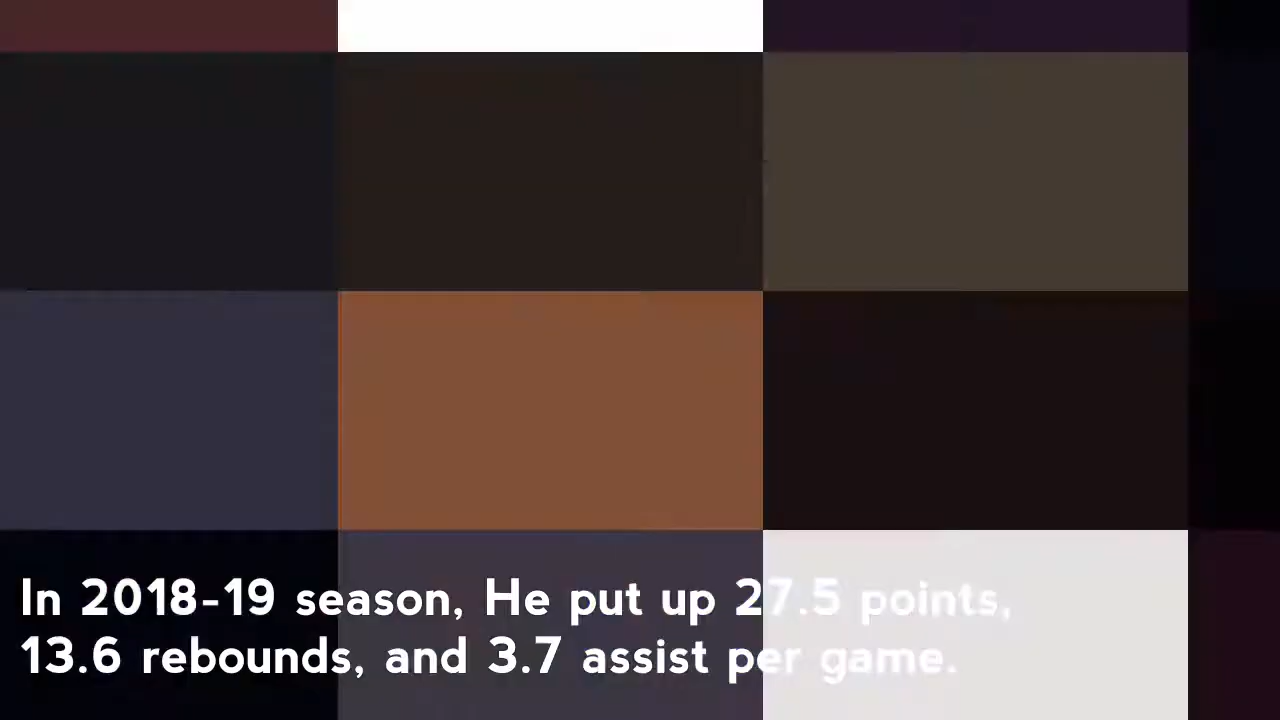 In 2018-19 season, He put up 27.5 points,
13.6 rebounds, and 3.7 assist per game.